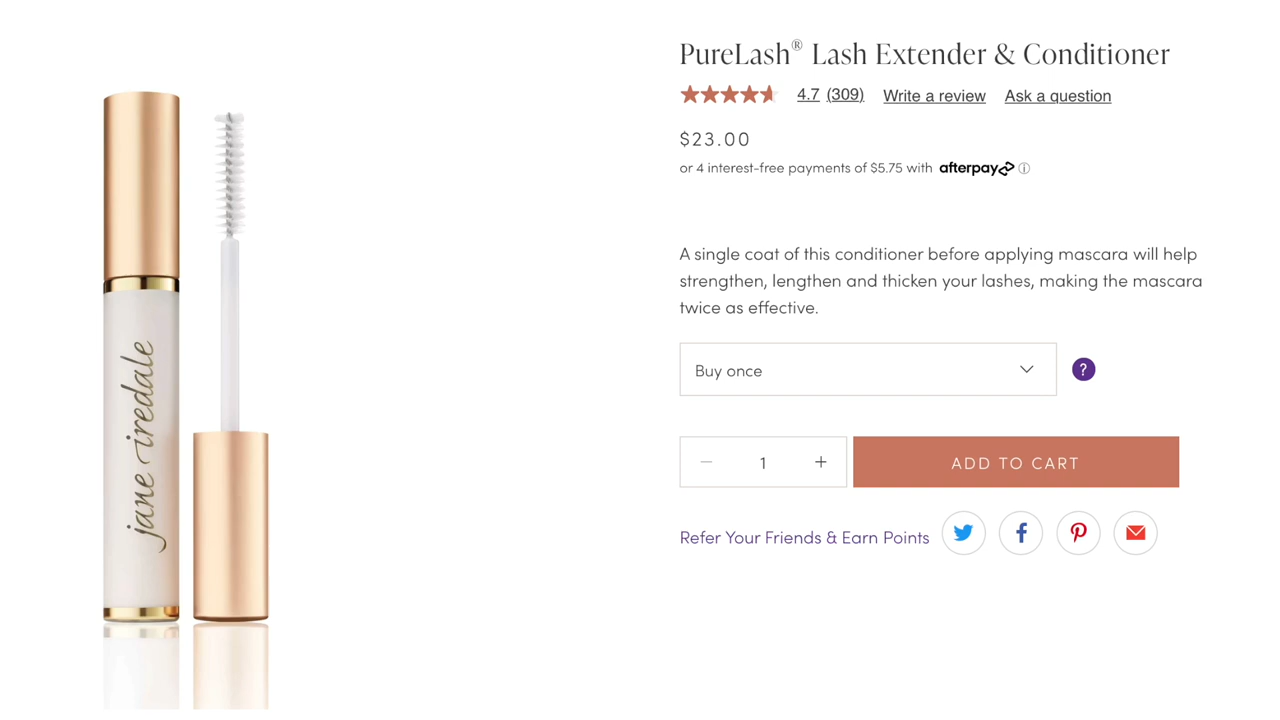 jane iredale
PureLash® Lash Extender & Conditioner
4.7 (309) Write a review Ask a question
$23.00
or 4 interest-free payments of $5.75 with afterpay
A single coat of this conditioner before applying mascara will help
strengthen, lengthen and thicken your lashes, making the mascara
twice as effective.
Buy once
?
− 1 + ADD TO CART
Refer Your Friends & Earn Points